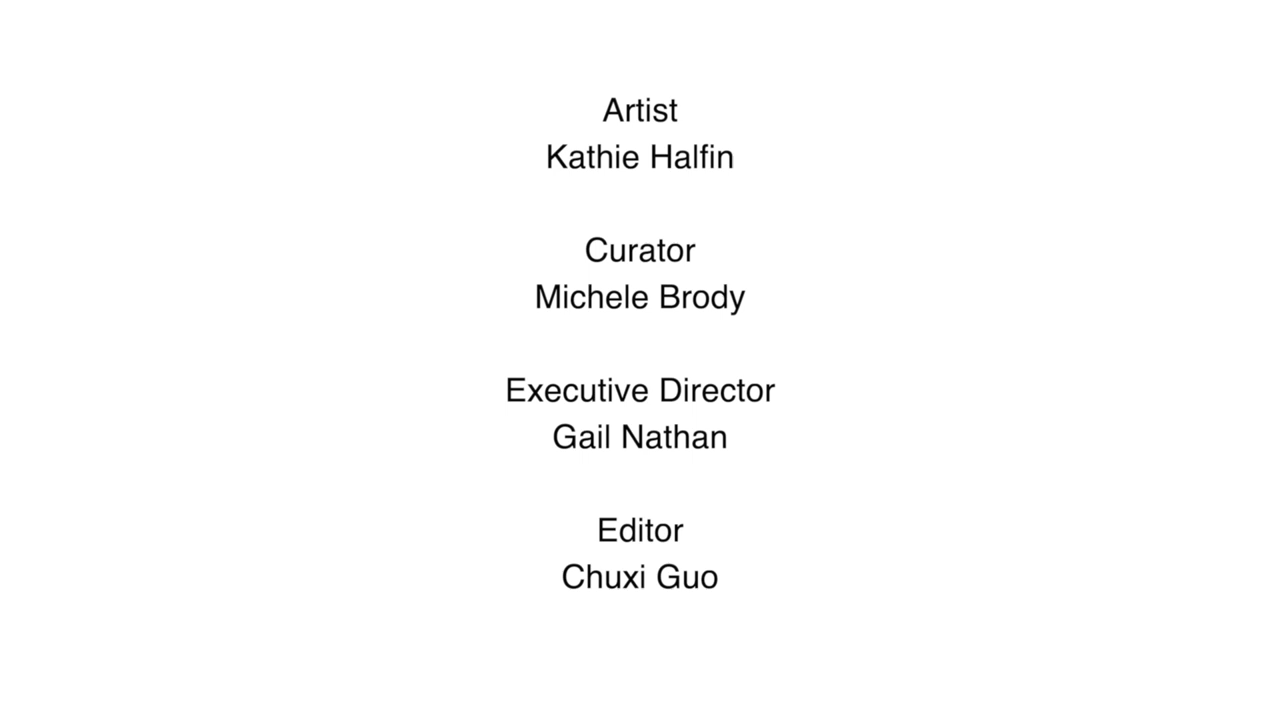 Artist
Kathie Halfin
Curator
Michele Brody
Executive Director
Gail Nathan
Editor
Chuxi Guo